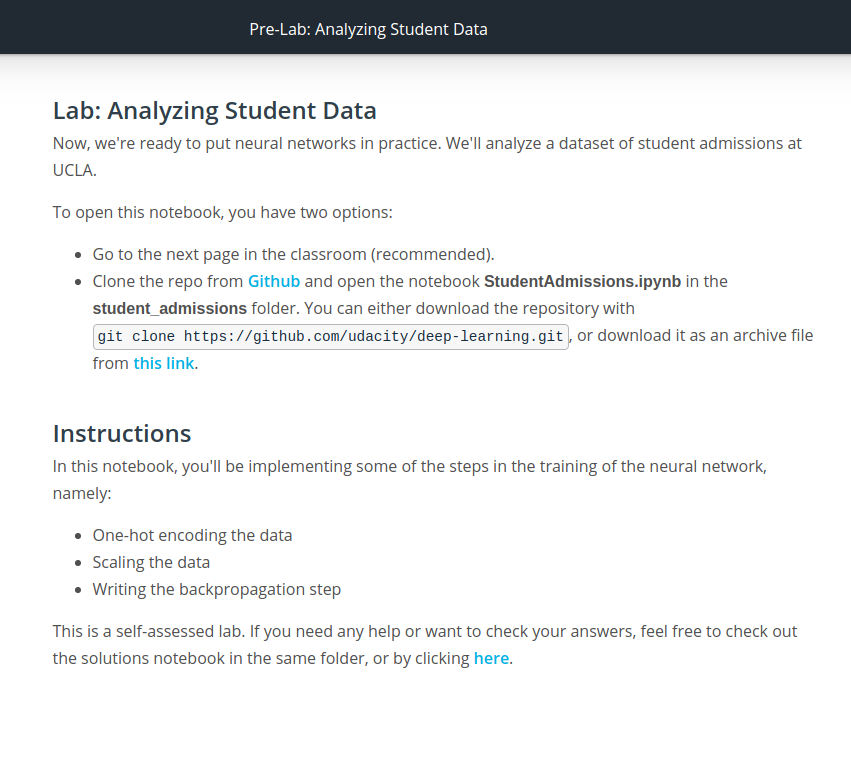 Pre-Lab: Analyzing Student Data
Lab: Analyzing Student Data
Now, we're ready to put neural networks in practice. We'll analyze a dataset of student admissions at
UCLA.
To open this notebook, you have two options:
• Go to the next page in the classroom (recommended).
• Clone the repo from Github and open the notebook StudentAdmissions.ipynb in the
student_admissions folder. You can either download the repository with
git clone https://github.com/udacity/deep-learning.git, or download it as an archive file
from this link.
Instructions
In this notebook, you'll be implementing some of the steps in the training of the neural network,
namely:
• One-hot encoding the data
• Scaling the data
• Writing the backpropagation step
This is a self-assessed lab. If you need any help or want to check your answers, feel free to check out
the solutions notebook in the same folder, or by clicking here.